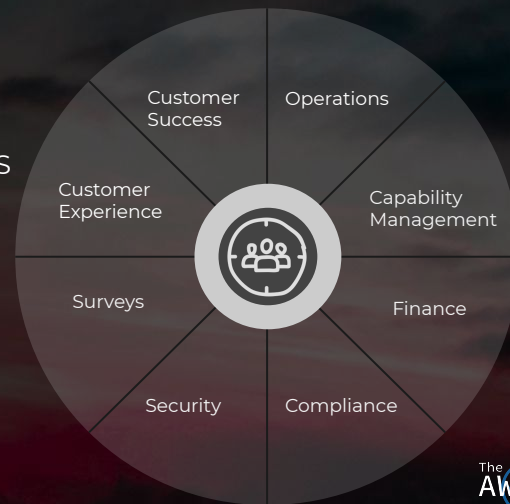 Customer
Success
Operations
Customer
Experience
Capability
Management
Surveys
Finance
Security
Compliance
The